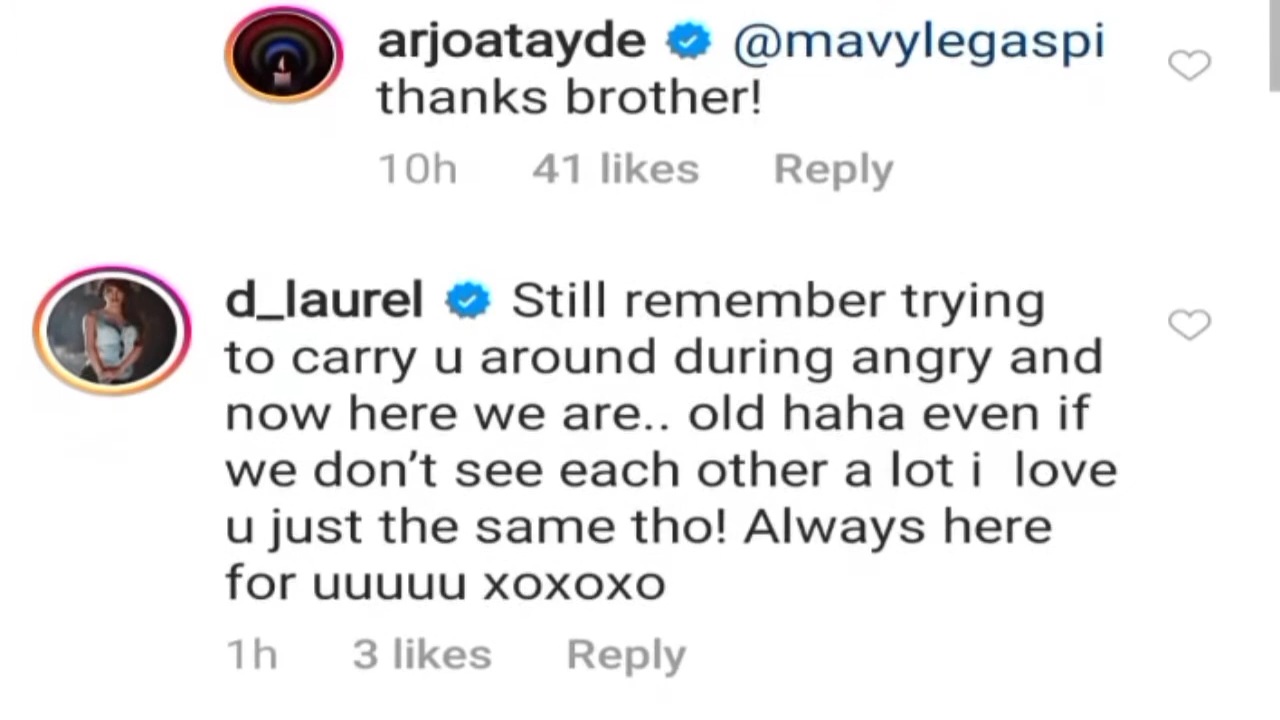 arjoatayde @mavylegaspi
thanks brother!
10h 41 likes Reply
d_laurel Still remember trying
to carry u around during angry and
now here we are.. old haha even if
we don’t see each other a lot i love
u just the same tho! Always here
for uuuuu xoxoxo
1h 3 likes Reply